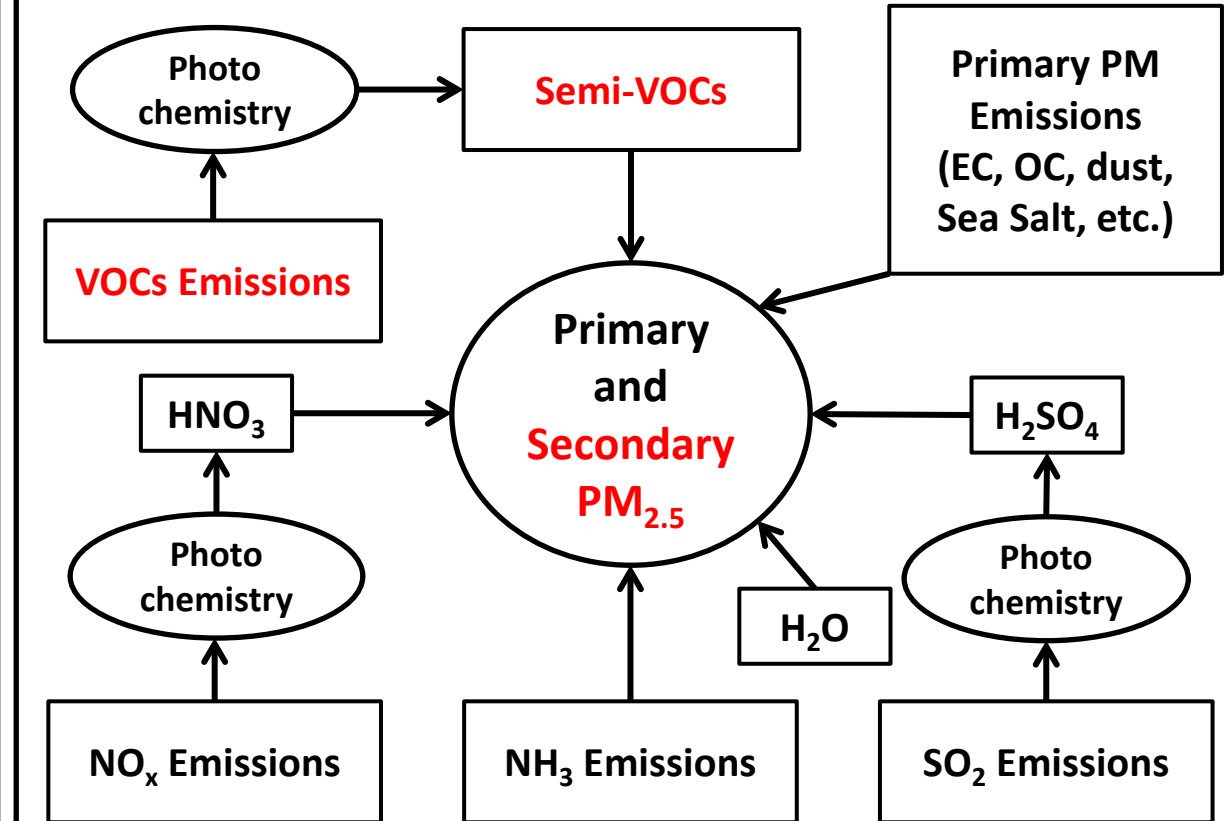 Photo
chemistry
Semi-VOCs
Primary PM
Emissions
(EC, OC, dust,
Sea Salt, etc.)
VOCs Emissions
Primary
and
Secondary
PM₂.₅
HNO₃
H₂SO₄
Photo
chemistry
Photo
chemistry
H₂O
NOₓ Emissions
NH₃ Emissions
SO₂ Emissions